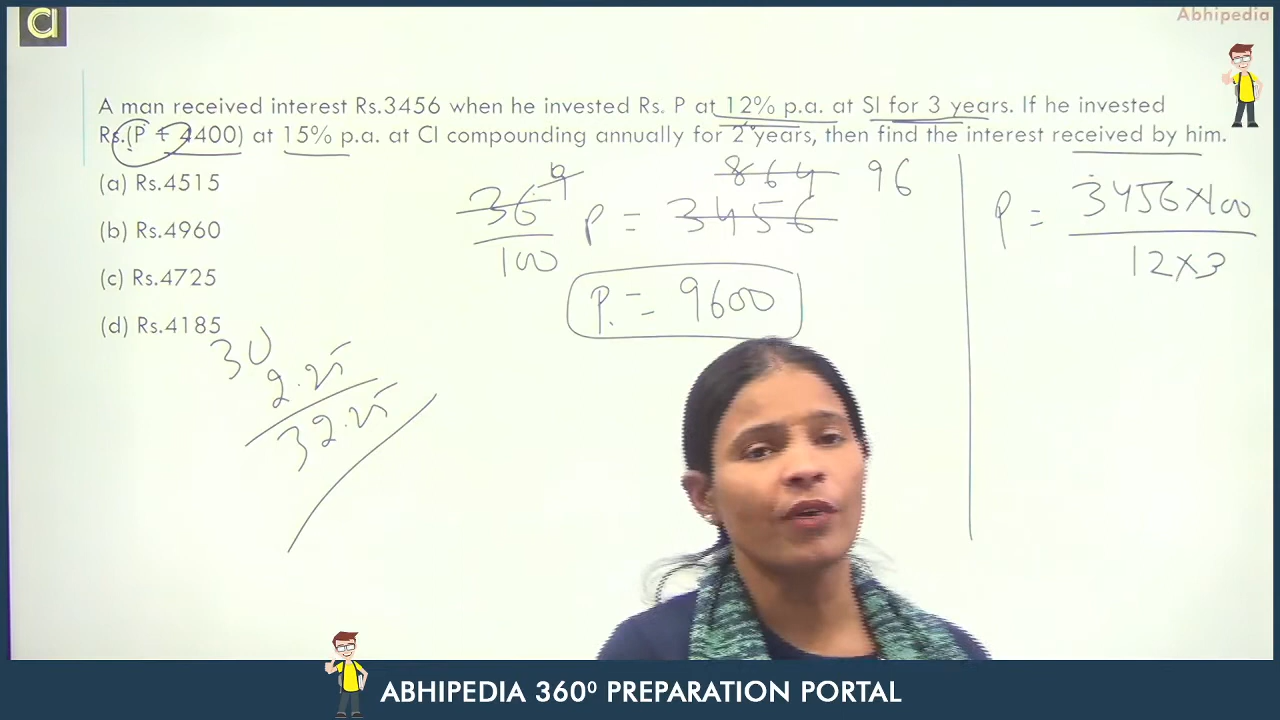 a
Abhipedia
A man received interest Rs.3456 when he invested Rs. P at 12% p.a. at SI for 3 years. If he invested
Rs.(P + 4400) at 15% p.a. at CI compounding annually for 2 years, then find the interest received by him.
(a) Rs.4515
(b) Rs.4960
(c) Rs.4725
(d) Rs.4185
9 864 96
36/100 P = 3456
P = 9600
P = 3456×100
12×3
30
2.25
32.25
ABHIPEDIA 360⁰ PREPARATION PORTAL